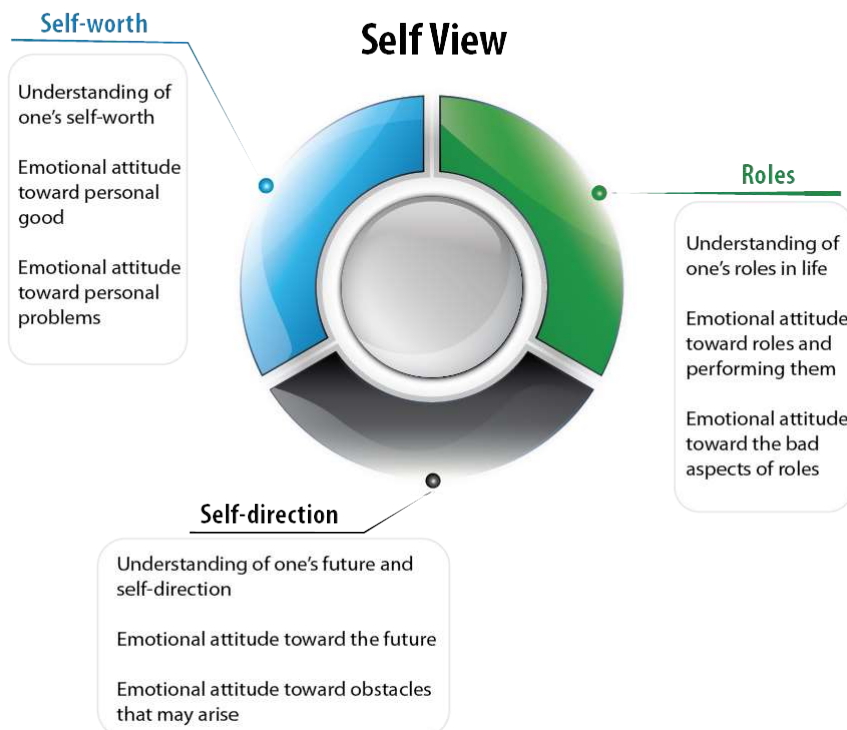 Self View
Self-worth
Understanding of
one's self-worth
Emotional attitude
toward personal
good
Emotional attitude
toward personal
problems
Roles
Understanding of
one's roles in life
Emotional attitude
toward roles and
performing them
Emotional attitude
toward the bad
aspects of roles
Self-direction
Understanding of one's future and
self-direction
Emotional attitude toward the future
Emotional attitude toward obstacles
that may arise